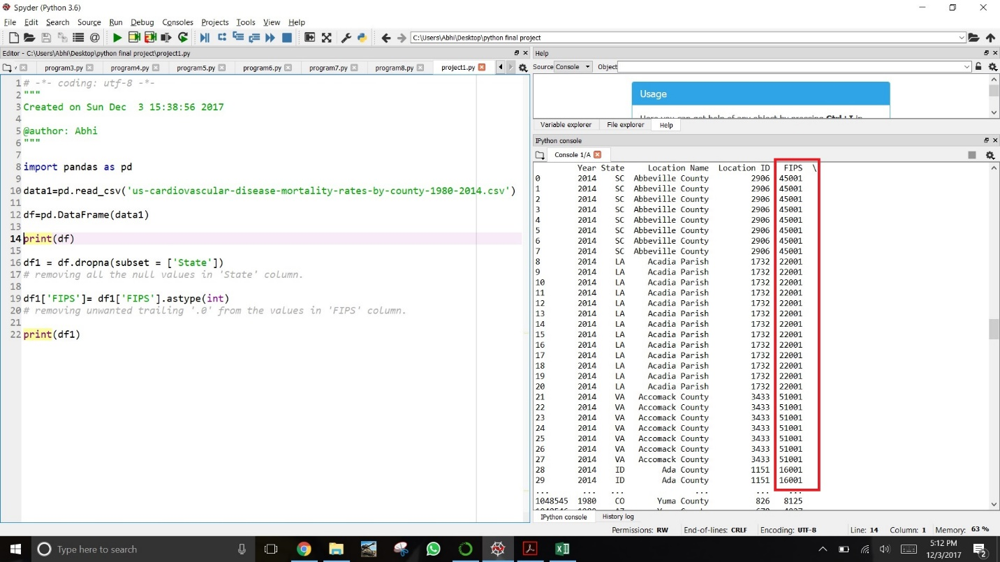 Spyder (Python 3.6)
File Edit Search Source Run Debug Consoles Projects Tools View Help
C:\Users\Abhi\Desktop\python final project
Editor - C:\Users\Abhi\Desktop\python final project\project1.py
program3.py program4.py program5.py program6.py program7.py program8.py project1.py
1 # -*- coding: utf-8 -*-
2 """
3 Created on Sun Dec  3 15:38:56 2017
4
5 @author: Abhi
6 """
7
8 import pandas as pd
9
10 data1=pd.read_csv('us-cardiovascular-disease-mortality-rates-by-county-1980-2014.csv')
11
12 df=pd.DataFrame(data1)
13
14 print(df)
15
16 df1 = df.dropna(subset = ['State'])
17 # removing all the null values in 'State' column.
18
19 df1['FIPS']= df1['FIPS'].astype(int)
20 # removing unwanted trailing '.0' from the values in 'FIPS' column.
21
22 print(df1)
Help
Source Console Object
Usage
Here you can get help of any object by pressing Ctrl+I in
Variable explorer File explorer Help
IPython console
Console 1/A
Year State Location Name Location ID FIPS \
0 2014 SC Abbeville County 2906 45001
1 2014 SC Abbeville County 2906 45001
2 2014 SC Abbeville County 2906 45001
3 2014 SC Abbeville County 2906 45001
4 2014 SC Abbeville County 2906 45001
5 2014 SC Abbeville County 2906 45001
6 2014 SC Abbeville County 2906 45001
7 2014 SC Abbeville County 2906 45001
8 2014 LA Acadia Parish 1732 22001
9 2014 LA Acadia Parish 1732 22001
10 2014 LA Acadia Parish 1732 22001
11 2014 LA Acadia Parish 1732 22001
12 2014 LA Acadia Parish 1732 22001
13 2014 LA Acadia Parish 1732 22001
14 2014 LA Acadia Parish 1732 22001
15 2014 LA Acadia Parish 1732 22001
16 2014 LA Acadia Parish 1732 22001
17 2014 LA Acadia Parish 1732 22001
18 2014 LA Acadia Parish 1732 22001
19 2014 LA Acadia Parish 1732 22001
20 2014 LA Acadia Parish 1732 22001
21 2014 VA Accomack County 3433 51001
22 2014 VA Accomack County 3433 51001
23 2014 VA Accomack County 3433 51001
24 2014 VA Accomack County 3433 51001
25 2014 VA Accomack County 3433 51001
26 2014 VA Accomack County 3433 51001
27 2014 VA Accomack County 3433 51001
28 2014 ID Ada County 1151 16001
29 2014 ID Ada County 1151 16001
... ... ... ... ... ...
1048545 1980 CO Yuma County 826 8125
IPython console History log
Permissions: RW End-of-lines: CRLF Encoding: UTF-8 Line: 14 Column: 1 Memory: 63 %
Type here to search
5:12 PM
12/3/2017
2